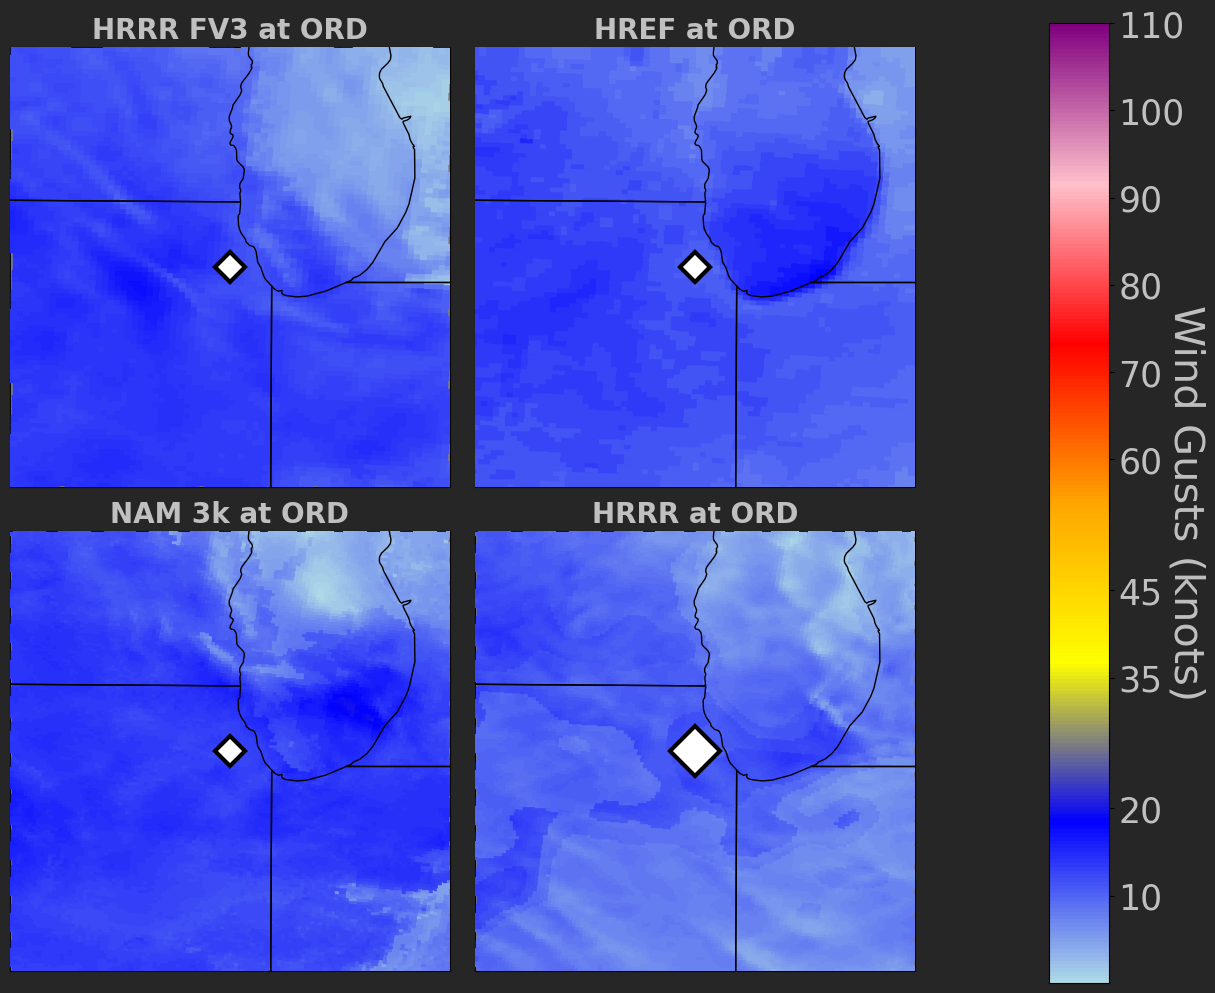 HRRR FV3 at ORD
HREF at ORD
NAM 3k at ORD
HRRR at ORD
110
100
90
80
70
60
45
35
20
10
Wind Gusts (knots)